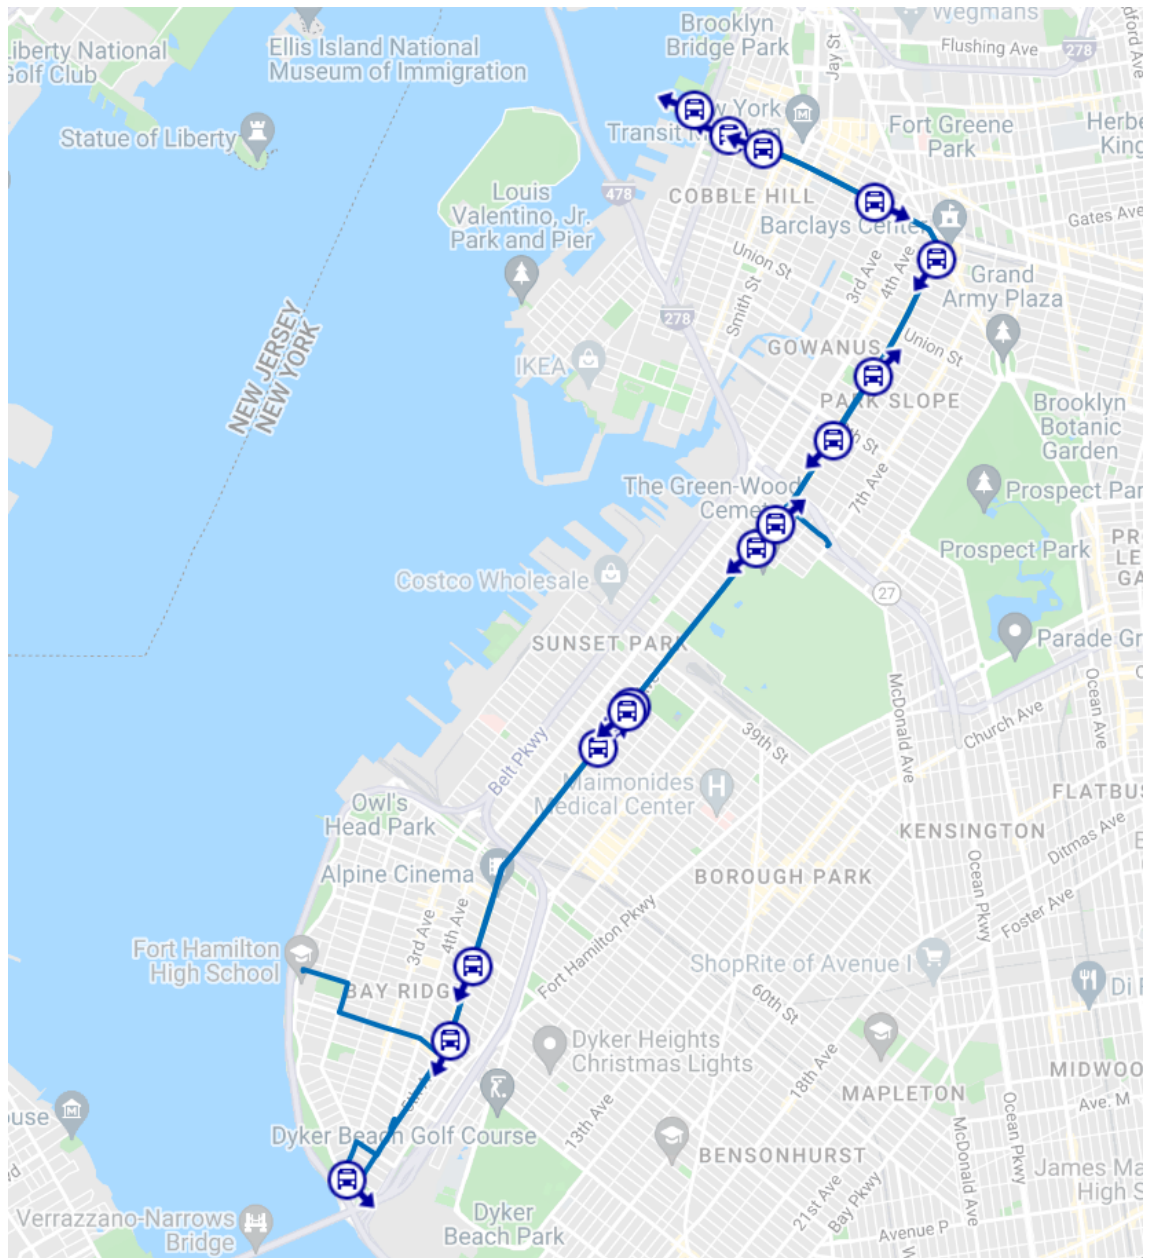 Wegmans
Brooklyn
Bridge Park
Jay St
Flushing Ave
278
Liberty National
Golf Club
Ellis Island National
Museum of Immigration
Statue of Liberty
York
Transit
Fort Greene
Park
Louis
Valentino, Jr.
Park and Pier
478
COBBLE HILL
Barclays Center
Gates Ave
Union St
3rd Ave
4th Ave
Grand
Army Plaza
Smith St
278
NEW JERSEY
NEW YORK
GOWANUS
Union St
IKEA
PARK SLOPE
Brooklyn
Botanic
Garden
The Green-Wood
7th Ave
Prospect Par
Prospect Park
Costco Wholesale
27
SUNSET PARK
Parade Gr
McDonald Ave
Ocean Ave
Church Ave
39th St
Belt Pkwy
Maimonides
Medical Center
H
Owl's
Head Park
FLATBUS
KENSINGTON
Ditmas Ave
Alpine Cinema
BOROUGH PARK
Ocean Pkwy
Foster Ave
3rd Ave
4th Ave
Fort Hamilton Pkwy
Fort Hamilton
High School
ShopRite of Avenue I
BAY RIDG
60th St
Di
Dyker Heights
Christmas Lights
18th Ave
MAPLETON
MIDWOO
Ave. M
Ocean Pkwy
McDonald Ave
13th Ave
Dyker Beach Golf Course
BENSONHURST
James Ma
High S
21st Ave
Bay Pkwy
Verrazzano-Narrows
Bridge
Dyker
Beach Park
Avenue P